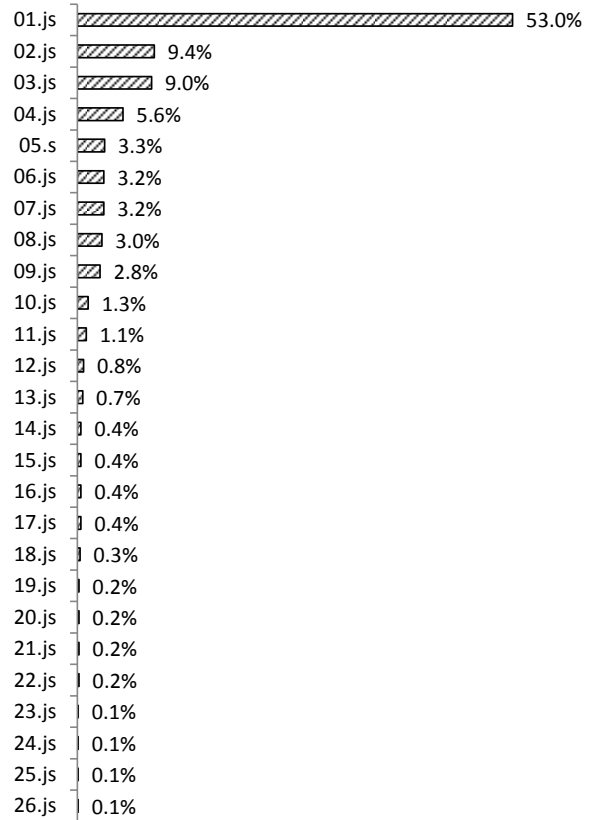 01.js 53.0%
02.js 9.4%
03.js 9.0%
04.js 5.6%
05.s 3.3%
06.js 3.2%
07.js 3.2%
08.js 3.0%
09.js 2.8%
10.js 1.3%
11.js 1.1%
12.js 0.8%
13.js 0.7%
14.js 0.4%
15.js 0.4%
16.js 0.4%
17.js 0.4%
18.js 0.3%
19.js 0.2%
20.js 0.2%
21.js 0.2%
22.js 0.2%
23.js 0.1%
24.js 0.1%
25.js 0.1%
26.js 0.1%